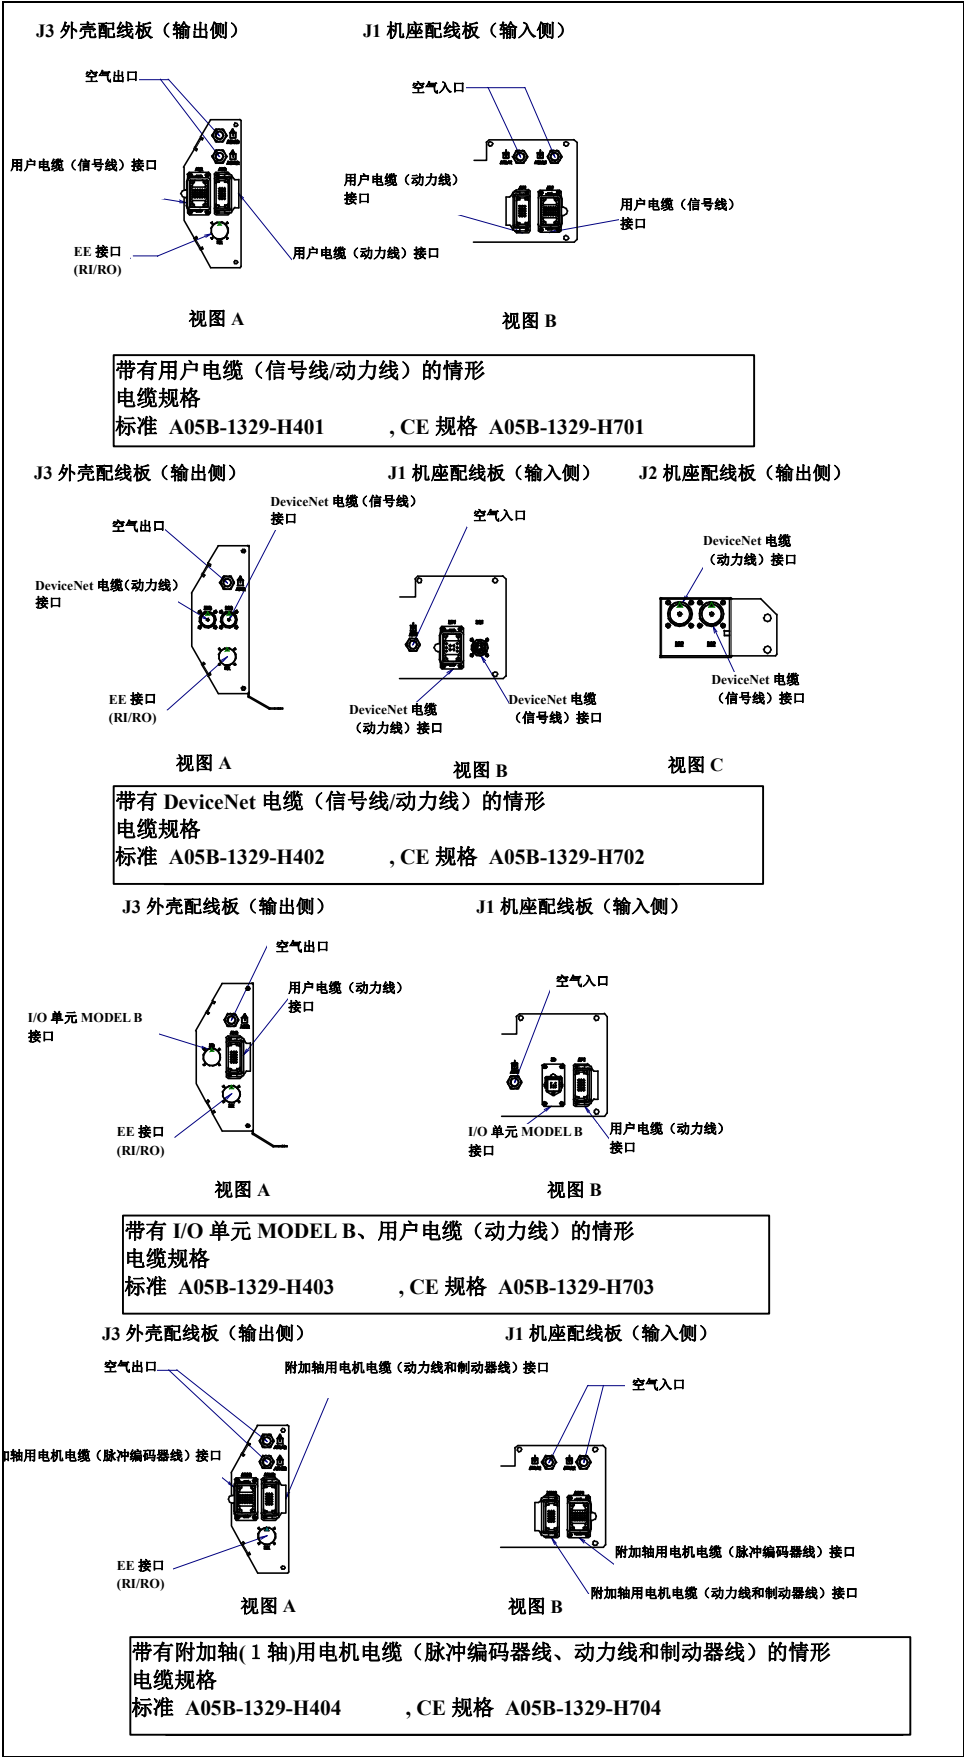 J3 外壳配线板（输出侧）
J1 机座配线板（输入侧）
空气出口
空气入口
用户电缆（信号线）接口
用户电缆（动力线）
接口
用户电缆（信号线）
接口
EE 接口
(RI/RO)
用户电缆（动力线）接口
视图 A
视图 B
带有用户电缆（信号线/动力线）的情形
电缆规格
标准 A05B-1329-H401 , CE 规格 A05B-1329-H701
J3 外壳配线板（输出侧）
J1 机座配线板（输入侧）
J2 机座配线板（输出侧）
DeviceNet 电缆（信号线）
接口
空气出口
空气入口
DeviceNet 电缆
（动力线）接口
DeviceNet 电缆（动力线）
接口
EE 接口
(RI/RO)
DeviceNet 电缆
（动力线）接口
DeviceNet 电缆
（信号线）接口
DeviceNet 电缆
（信号线）接口
视图 A
视图 B
视图 C
带有 DeviceNet 电缆（信号线/动力线）的情形
电缆规格
标准 A05B-1329-H402 , CE 规格 A05B-1329-H702
J3 外壳配线板（输出侧）
J1 机座配线板（输入侧）
空气出口
空气入口
用户电缆（动力线）
接口
I/O 单元 MODEL B
接口
EE 接口
(RI/RO)
I/O 单元 MODEL B
接口
用户电缆（动力线）
接口
视图 A
视图 B
带有 I/O 单元 MODEL B、用户电缆（动力线）的情形
电缆规格
标准 A05B-1329-H403 , CE 规格 A05B-1329-H703
J3 外壳配线板（输出侧）
J1 机座配线板（输入侧）
空气出口
附加轴用电机电缆（动力线和制动器线）接口
空气入口
加轴用电机电缆（脉冲编码器线）接口
EE 接口
(RI/RO)
附加轴用电机电缆（脉冲编码器线）接口
附加轴用电机电缆（动力线和制动器线）接口
视图 A
视图 B
带有附加轴(１轴)用电机电缆（脉冲编码器线、动力线和制动器线）的情形
电缆规格
标准 A05B-1329-H404 , CE 规格 A05B-1329-H704